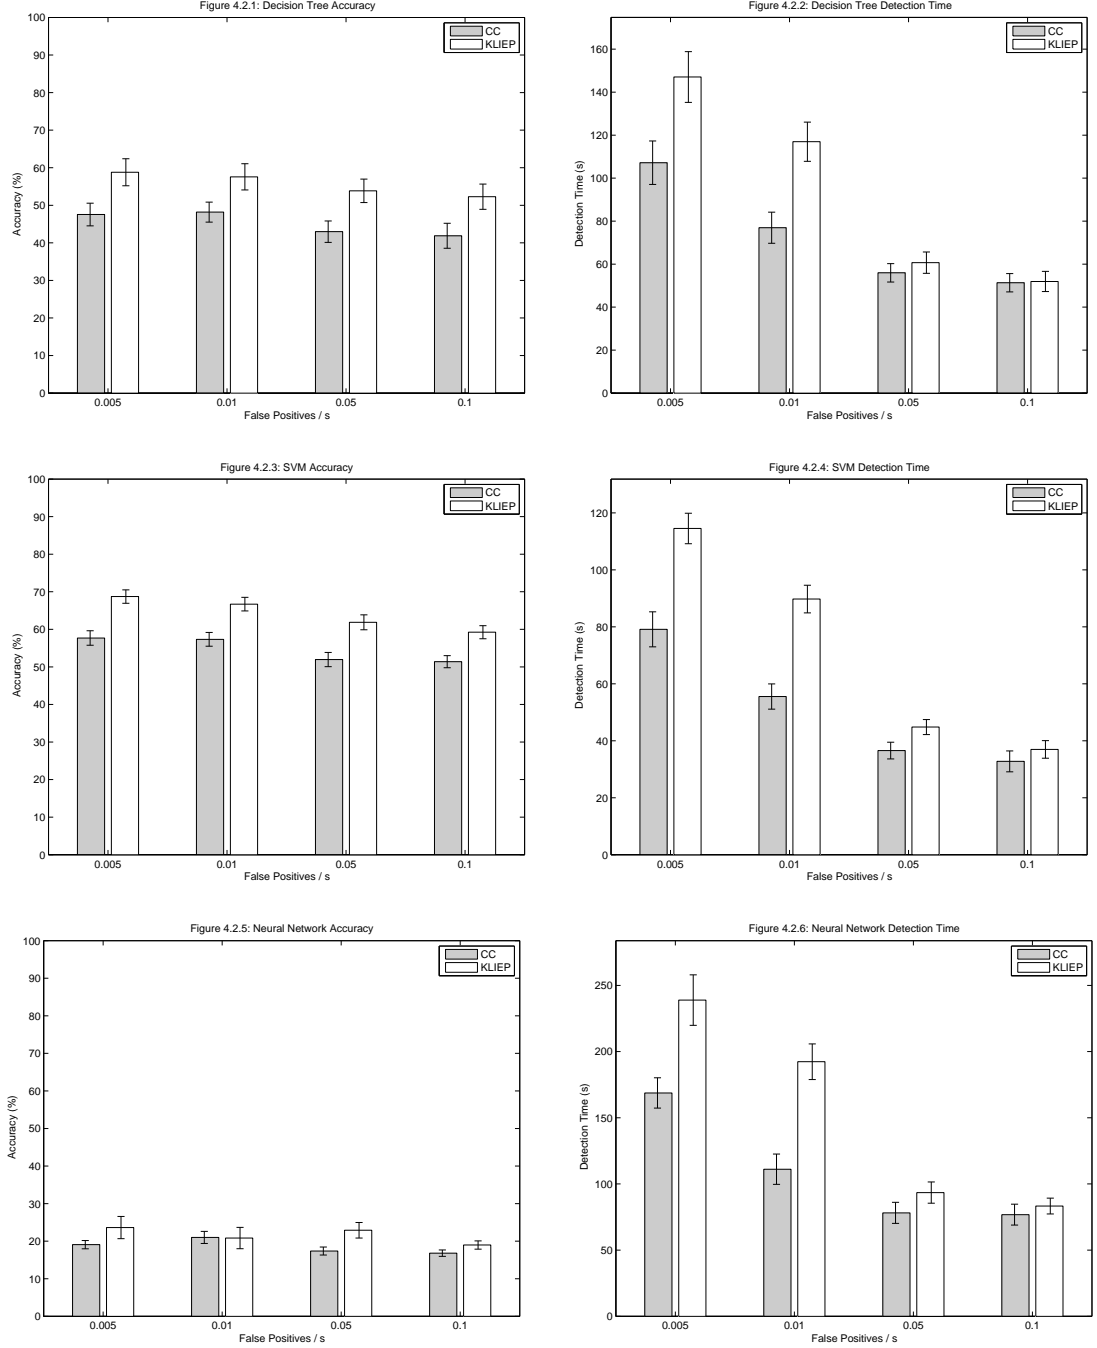 Figure 4.2.1: Decision Tree Accuracy
100
90
80
70
60
50
40
30
20
10
0
Accuracy (%)
CC
KLIEP
0.005
0.01
0.05
0.1
False Positives / s
Figure 4.2.2: Decision Tree Detection Time
160
140
120
100
80
60
40
20
0
Detection Time (s)
CC
KLIEP
0.005
0.01
0.05
0.1
False Positives / s
Figure 4.2.3: SVM Accuracy
100
90
80
70
60
50
40
30
20
10
0
Accuracy (%)
CC
KLIEP
0.005
0.01
0.05
0.1
False Positives / s
Figure 4.2.4: SVM Detection Time
120
100
80
60
40
20
0
Detection Time (s)
CC
KLIEP
0.005
0.01
0.05
0.1
False Positives / s
Figure 4.2.5: Neural Network Accuracy
100
90
80
70
60
50
40
30
20
10
0
Accuracy (%)
CC
KLIEP
0.005
0.01
0.05
0.1
False Positives / s
Figure 4.2.6: Neural Network Detection Time
250
200
150
100
50
0
Detection Time (s)
CC
KLIEP
0.005
0.01
0.05
0.1
False Positives / s